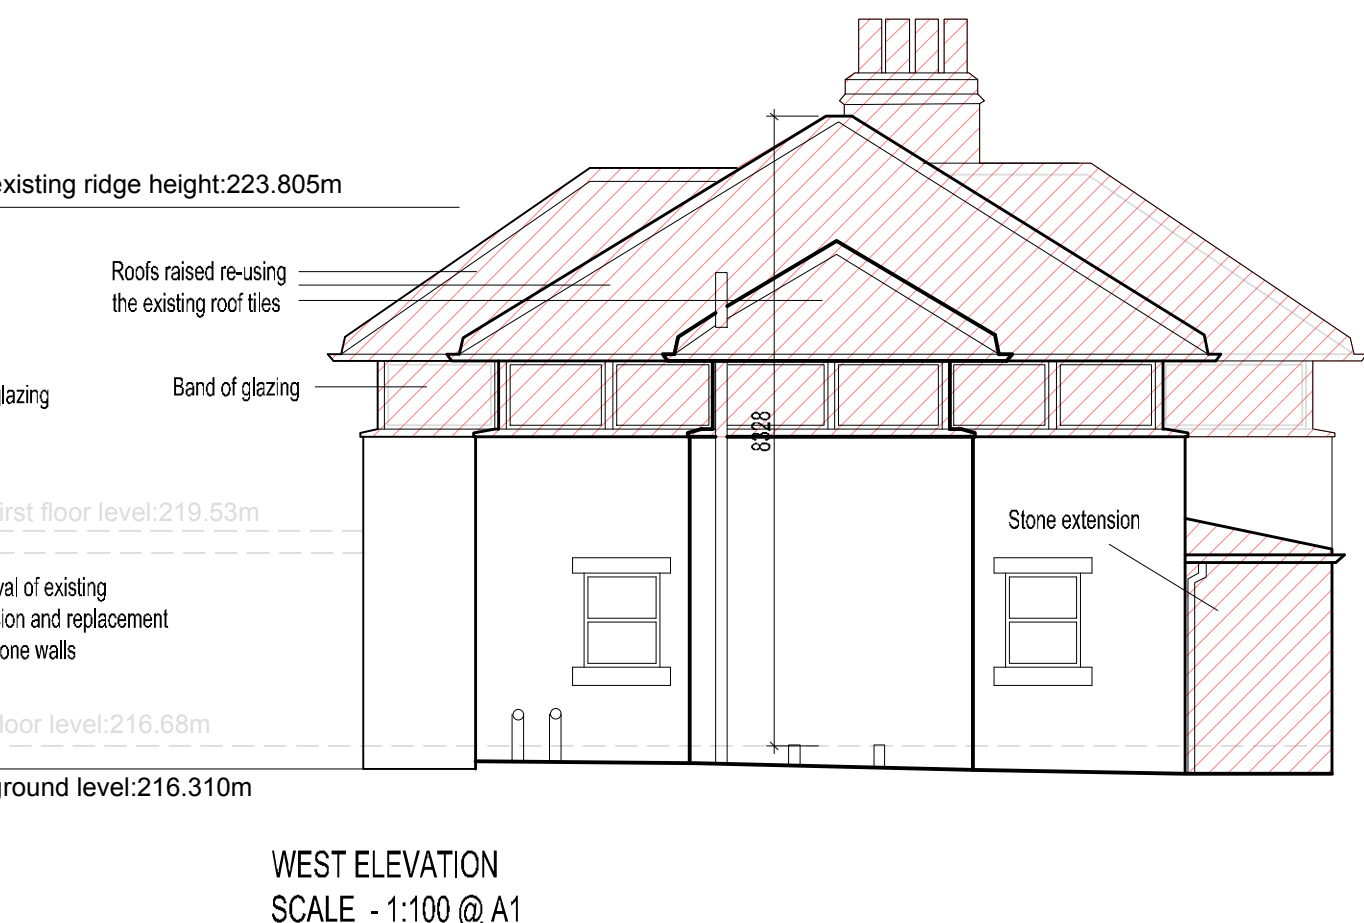 existing ridge height:223.805m
Roofs raised re-using
the existing roof tiles
lazing
Band of glazing
8328
irst floor level:219.53m
Stone extension
val of existing
sion and replacement
one walls
loor level:216.68m
ground level:216.310m
WEST ELEVATION
SCALE - 1:100 @ A1